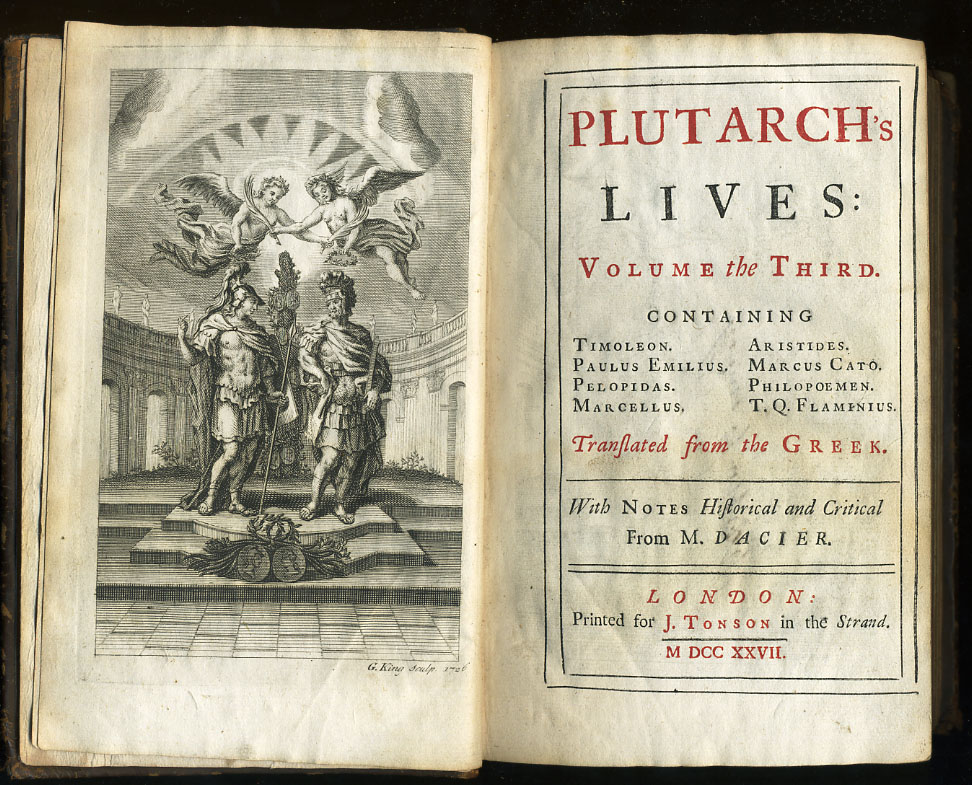 G. King Sculp. 1726
PLUTARCH's
LIVES:
VOLUME the THIRD.
CONTAINING
TIMOLEON.
PAULUS EMILIUS.
PELOPIDAS.
MARCELLUS.
ARISTIDES.
MARCUS CATO.
PHILOPOEMEN.
T. Q. FLAMINIUS.
Tranſlated from the GREEK.
With NOTES Hiſtorical and Critical
From M. DACIER.
LONDON:
Printed for J. TONSON in the Strand.
M DCC XXVII.